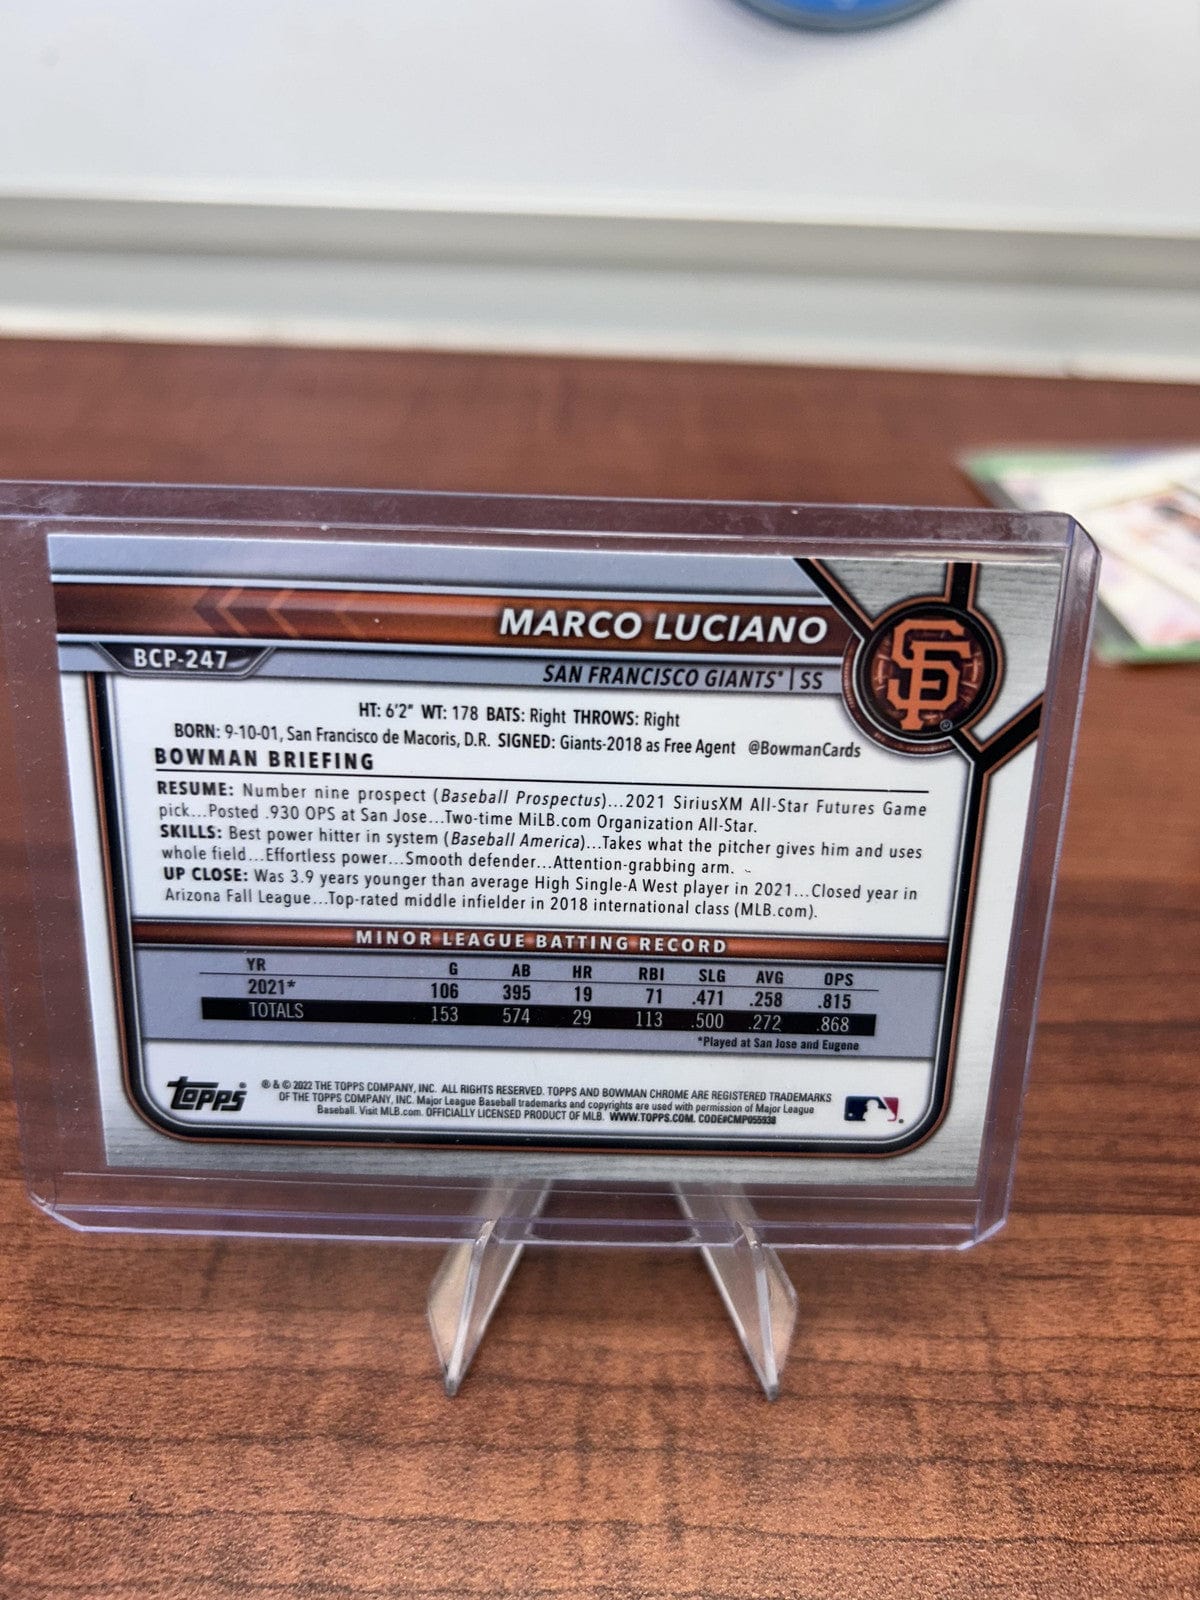 MARCO LUCIANO
BCP-247
SAN FRANCISCO GIANTS® | SS
SF®
HT: 6'2" WT: 178 BATS: Right THROWS: Right
BORN: 9-10-01, San Francisco de Macoris, D.R. SIGNED: Giants-2018 as Free Agent @BowmanCards
BOWMAN BRIEFING
RESUME: Number nine prospect (Baseball Prospectus)...2021 SiriusXM All-Star Futures Game
pick...Posted .930 OPS at San Jose...Two-time MiLB.com Organization All-Star.
SKILLS: Best power hitter in system (Baseball America)...Takes what the pitcher gives him and uses
whole field...Effortless power...Smooth defender...Attention-grabbing arm.
UP CLOSE: Was 3.9 years younger than average High Single-A West player in 2021...Closed year in
Arizona Fall League...Top-rated middle infielder in 2018 international class (MLB.com).
MINOR LEAGUE BATTING RECORD
YR G AB HR RBI SLG AVG OPS
2021* 106 395 19 71 .471 .258 .815
TOTALS 153 574 29 113 .500 .272 .868
*Played at San Jose and Eugene
topps®
® & © 2022 THE TOPPS COMPANY, INC. ALL RIGHTS RESERVED. TOPPS AND BOWMAN CHROME ARE REGISTERED TRADEMARKS
OF THE TOPPS COMPANY, INC. Major League Baseball trademarks and copyrights are used with permission of Major League
Baseball. Visit MLB.com. OFFICIALLY LICENSED PRODUCT OF MLB. WWW.TOPPS.COM. CODE#CMP055938